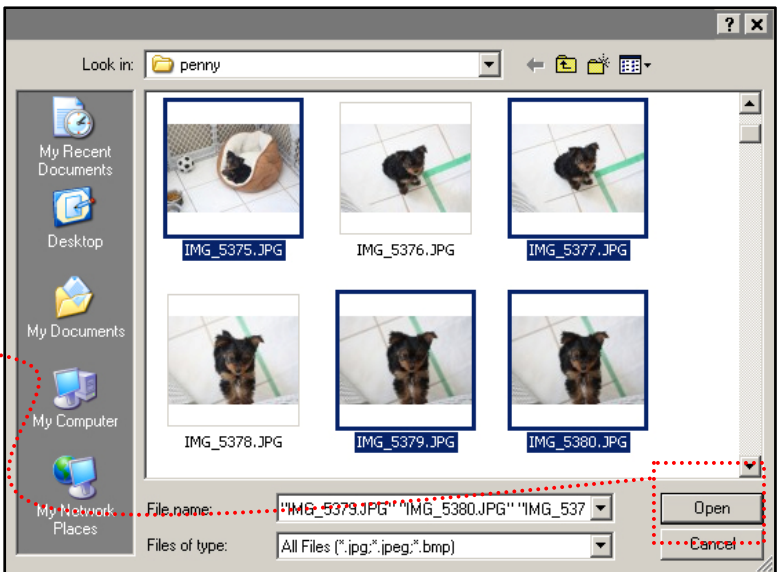 Look in: penny
My Recent
Documents
Desktop
My Documents
My Computer
My Network
Places
IMG_5375.JPG IMG_5376.JPG IMG_5377.JPG
IMG_5378.JPG IMG_5379.JPG IMG_5380.JPG
File name: "IMG_5379.JPG" "IMG_5380.JPG" "IMG_537
Open
Files of type: All Files (*.jpg;*.jpeg;*.bmp)
Cancel